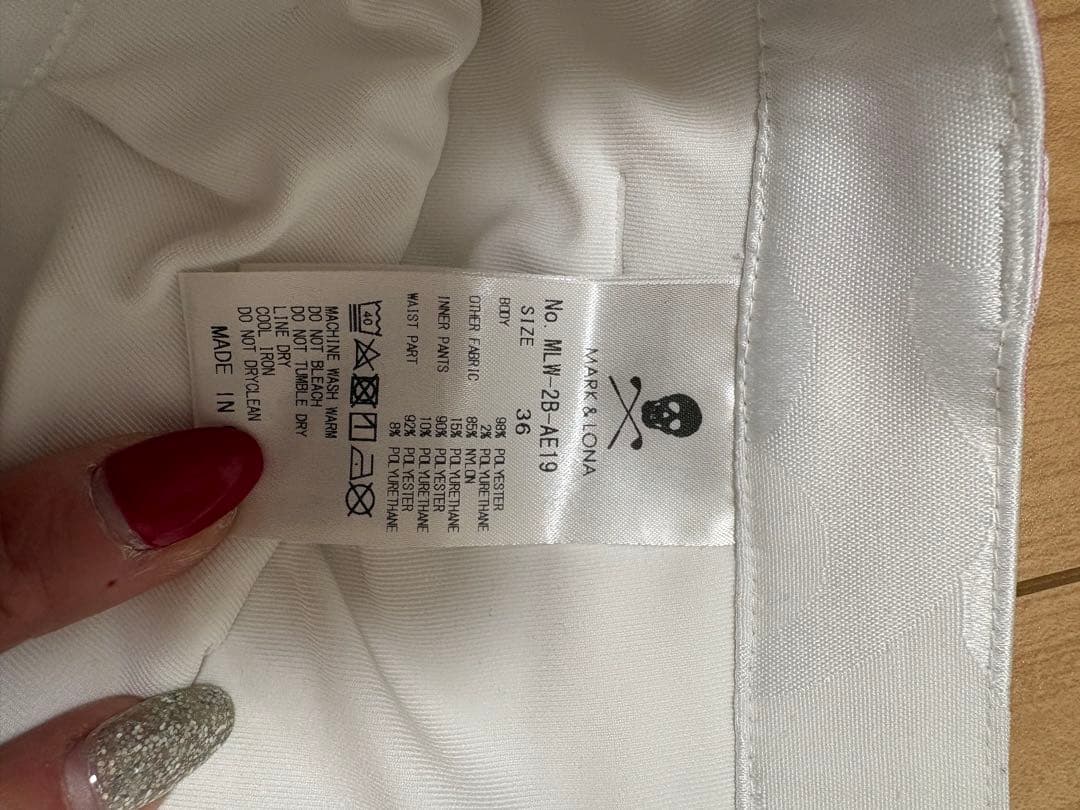 MARK & LONA
No. MLW-2B-AE19
SIZE 36
BODY 98% POLYESTER
2% POLYURETHANE
OTHER FABRIC 85% NYLON
15% POLYURETHANE
INNER PANTS 90% POLYESTER
10% POLYURETHANE
WAIST PART 92% POLYESTER
8% POLYURETHANE
40
MACHINE WASH WARM
DO NOT BLEACH
DO NOT TUMBLE DRY
LINE DRY
COOL IRON
DO NOT DRYCLEAN
MADE IN